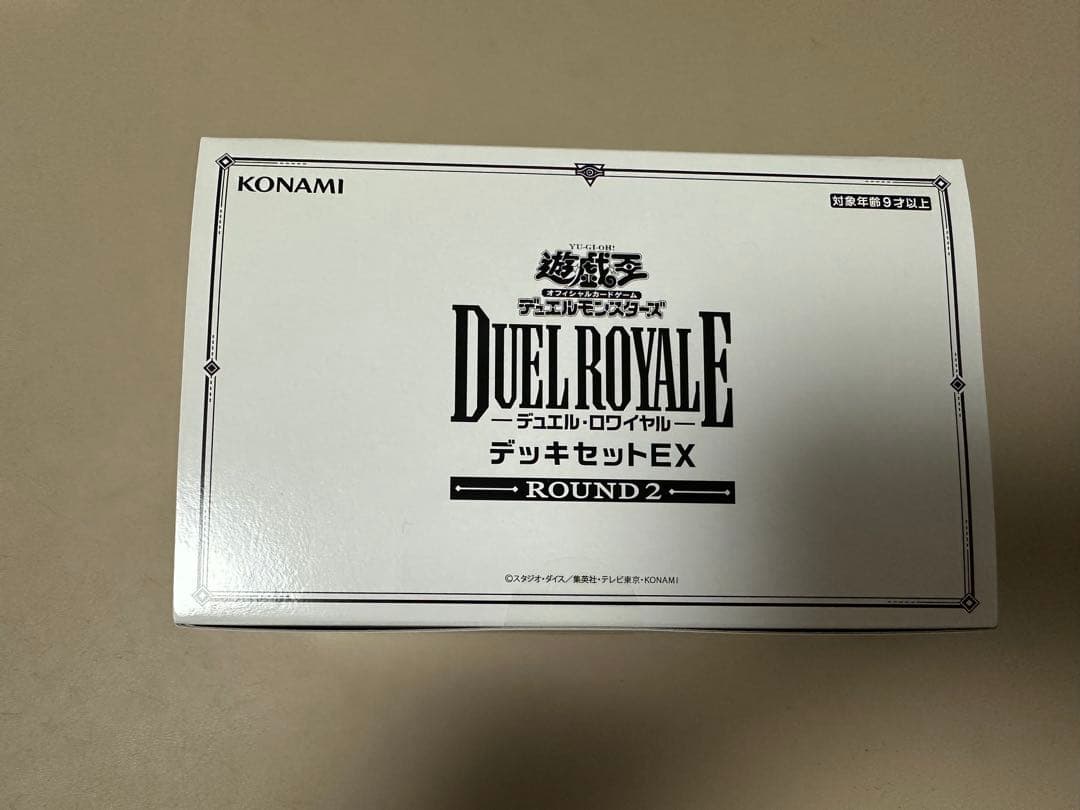 KONAMI
対象年齢9才以上
YU-GI-OH!
遊戯王
オフィシャルカードゲーム
デュエルモンスターズ
DUEL ROYALE
―デュエル・ロワイヤル―
デッキセットEX
ROUND 2
©スタジオ・ダイス／集英社・テレビ東京・KONAMI